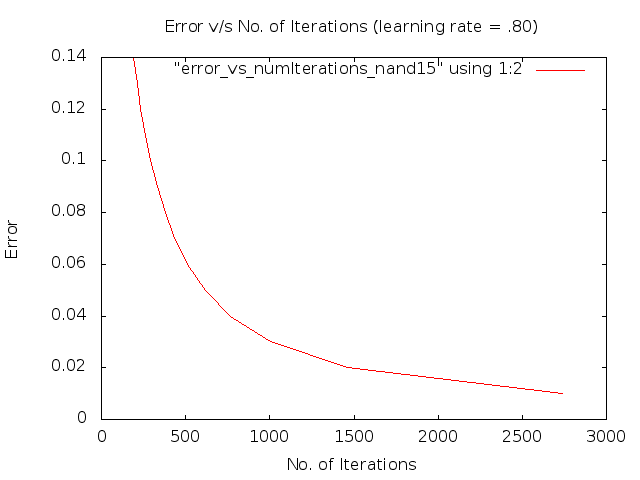 Error v/s No. of Iterations (learning rate = .80)
"error_vs_numIterations_nand15" using 1:2
0.14
0.12
0.1
0.08
0.06
0.04
0.02
0
Error
0 500 1000 1500 2000 2500 3000
No. of Iterations